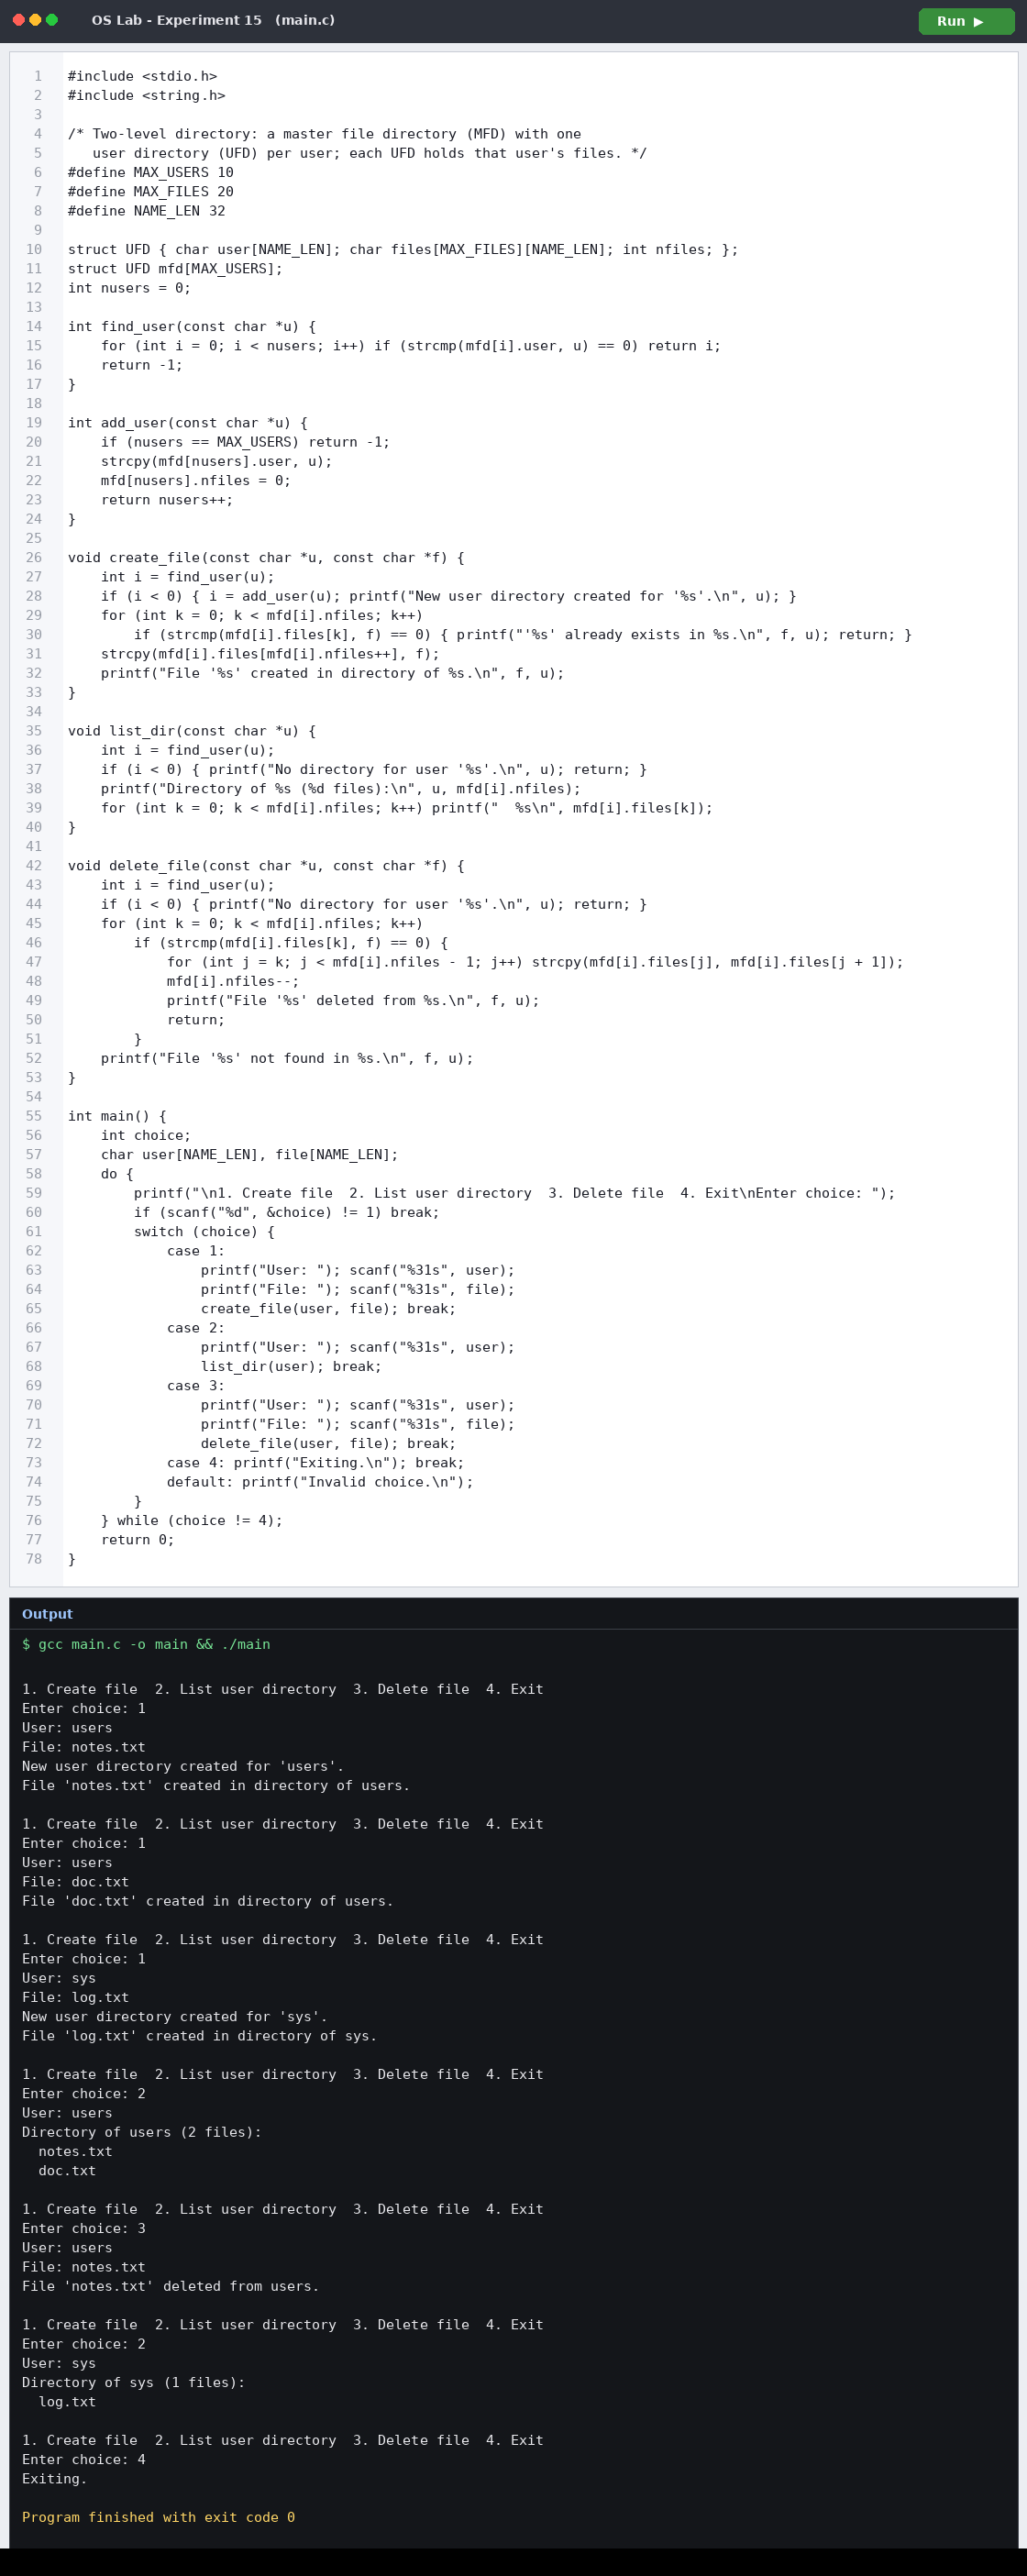 OS Lab - Experiment 15 (main.c)
Run ▶
1 #include <stdio.h>
2 #include <string.h>
3
4 /* Two-level directory: a master file directory (MFD) with one
5    user directory (UFD) per user; each UFD holds that user's files. */
6 #define MAX_USERS 10
7 #define MAX_FILES 20
8 #define NAME_LEN 32
9
10 struct UFD { char user[NAME_LEN]; char files[MAX_FILES][NAME_LEN]; int nfiles; };
11 struct UFD mfd[MAX_USERS];
12 int nusers = 0;
13
14 int find_user(const char *u) {
15     for (int i = 0; i < nusers; i++) if (strcmp(mfd[i].user, u) == 0) return i;
16     return -1;
17 }
18
19 int add_user(const char *u) {
20     if (nusers == MAX_USERS) return -1;
21     strcpy(mfd[nusers].user, u);
22     mfd[nusers].nfiles = 0;
23     return nusers++;
24 }
25
26 void create_file(const char *u, const char *f) {
27     int i = find_user(u);
28     if (i < 0) { i = add_user(u); printf("New user directory created for '%s'.\n", u); }
29     for (int k = 0; k < mfd[i].nfiles; k++)
30         if (strcmp(mfd[i].files[k], f) == 0) { printf("'%s' already exists in %s.\n", f, u); return; }
31     strcpy(mfd[i].files[mfd[i].nfiles++], f);
32     printf("File '%s' created in directory of %s.\n", f, u);
33 }
34
35 void list_dir(const char *u) {
36     int i = find_user(u);
37     if (i < 0) { printf("No directory for user '%s'.\n", u); return; }
38     printf("Directory of %s (%d files):\n", u, mfd[i].nfiles);
39     for (int k = 0; k < mfd[i].nfiles; k++) printf("  %s\n", mfd[i].files[k]);
40 }
41
42 void delete_file(const char *u, const char *f) {
43     int i = find_user(u);
44     if (i < 0) { printf("No directory for user '%s'.\n", u); return; }
45     for (int k = 0; k < mfd[i].nfiles; k++)
46         if (strcmp(mfd[i].files[k], f) == 0) {
47             for (int j = k; j < mfd[i].nfiles - 1; j++) strcpy(mfd[i].files[j], mfd[i].files[j + 1]);
48             mfd[i].nfiles--;
49             printf("File '%s' deleted from %s.\n", f, u);
50             return;
51         }
52     printf("File '%s' not found in %s.\n", f, u);
53 }
54
55 int main() {
56     int choice;
57     char user[NAME_LEN], file[NAME_LEN];
58     do {
59         printf("\n1. Create file  2. List user directory  3. Delete file  4. Exit\nEnter choice: ");
60         if (scanf("%d", &choice) != 1) break;
61         switch (choice) {
62             case 1:
63                 printf("User: "); scanf("%31s", user);
64                 printf("File: "); scanf("%31s", file);
65                 create_file(user, file); break;
66             case 2:
67                 printf("User: "); scanf("%31s", user);
68                 list_dir(user); break;
69             case 3:
70                 printf("User: "); scanf("%31s", user);
71                 printf("File: "); scanf("%31s", file);
72                 delete_file(user, file); break;
73             case 4: printf("Exiting.\n"); break;
74             default: printf("Invalid choice.\n");
75         }
76     } while (choice != 4);
77     return 0;
78 }
Output
$ gcc main.c -o main && ./main

1. Create file  2. List user directory  3. Delete file  4. Exit
Enter choice: 1
User: users
File: notes.txt
New user directory created for 'users'.
File 'notes.txt' created in directory of users.

1. Create file  2. List user directory  3. Delete file  4. Exit
Enter choice: 1
User: users
File: doc.txt
File 'doc.txt' created in directory of users.

1. Create file  2. List user directory  3. Delete file  4. Exit
Enter choice: 1
User: sys
File: log.txt
New user directory created for 'sys'.
File 'log.txt' created in directory of sys.

1. Create file  2. List user directory  3. Delete file  4. Exit
Enter choice: 2
User: users
Directory of users (2 files):
  notes.txt
  doc.txt

1. Create file  2. List user directory  3. Delete file  4. Exit
Enter choice: 3
User: users
File: notes.txt
File 'notes.txt' deleted from users.

1. Create file  2. List user directory  3. Delete file  4. Exit
Enter choice: 2
User: sys
Directory of sys (1 files):
  log.txt

1. Create file  2. List user directory  3. Delete file  4. Exit
Enter choice: 4
Exiting.

Program finished with exit code 0